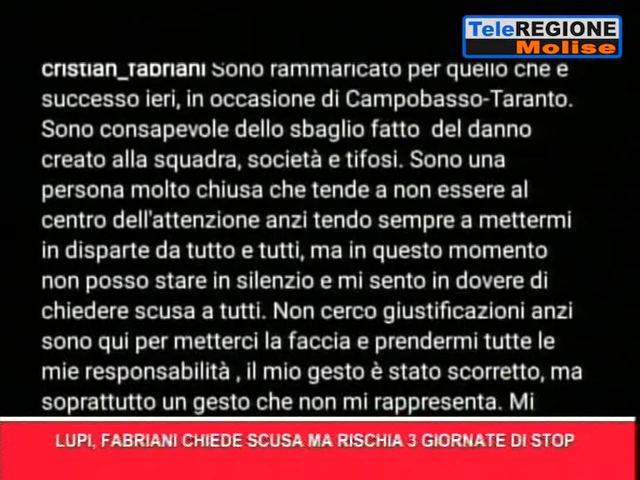 TeleREGIONE
Molise
cristian_fabriani Sono rammaricato per quello che è
successo ieri, in occasione di Campobasso-Taranto.
Sono consapevole dello sbaglio fatto  del danno
creato alla squadra, società e tifosi. Sono una
persona molto chiusa che tende a non essere al
centro dell'attenzione anzi tendo sempre a mettermi
in disparte da tutto e tutti, ma in questo momento
non posso stare in silenzio e mi sento in dovere di
chiedere scusa a tutti. Non cerco giustificazioni anzi
sono qui per metterci la faccia e prendermi tutte le
mie responsabilità , il mio gesto è stato scorretto, ma
soprattutto un gesto che non mi rappresenta. Mi
LUPI, FABRIANI CHIEDE SCUSA MA RISCHIA 3 GIORNATE DI STOP